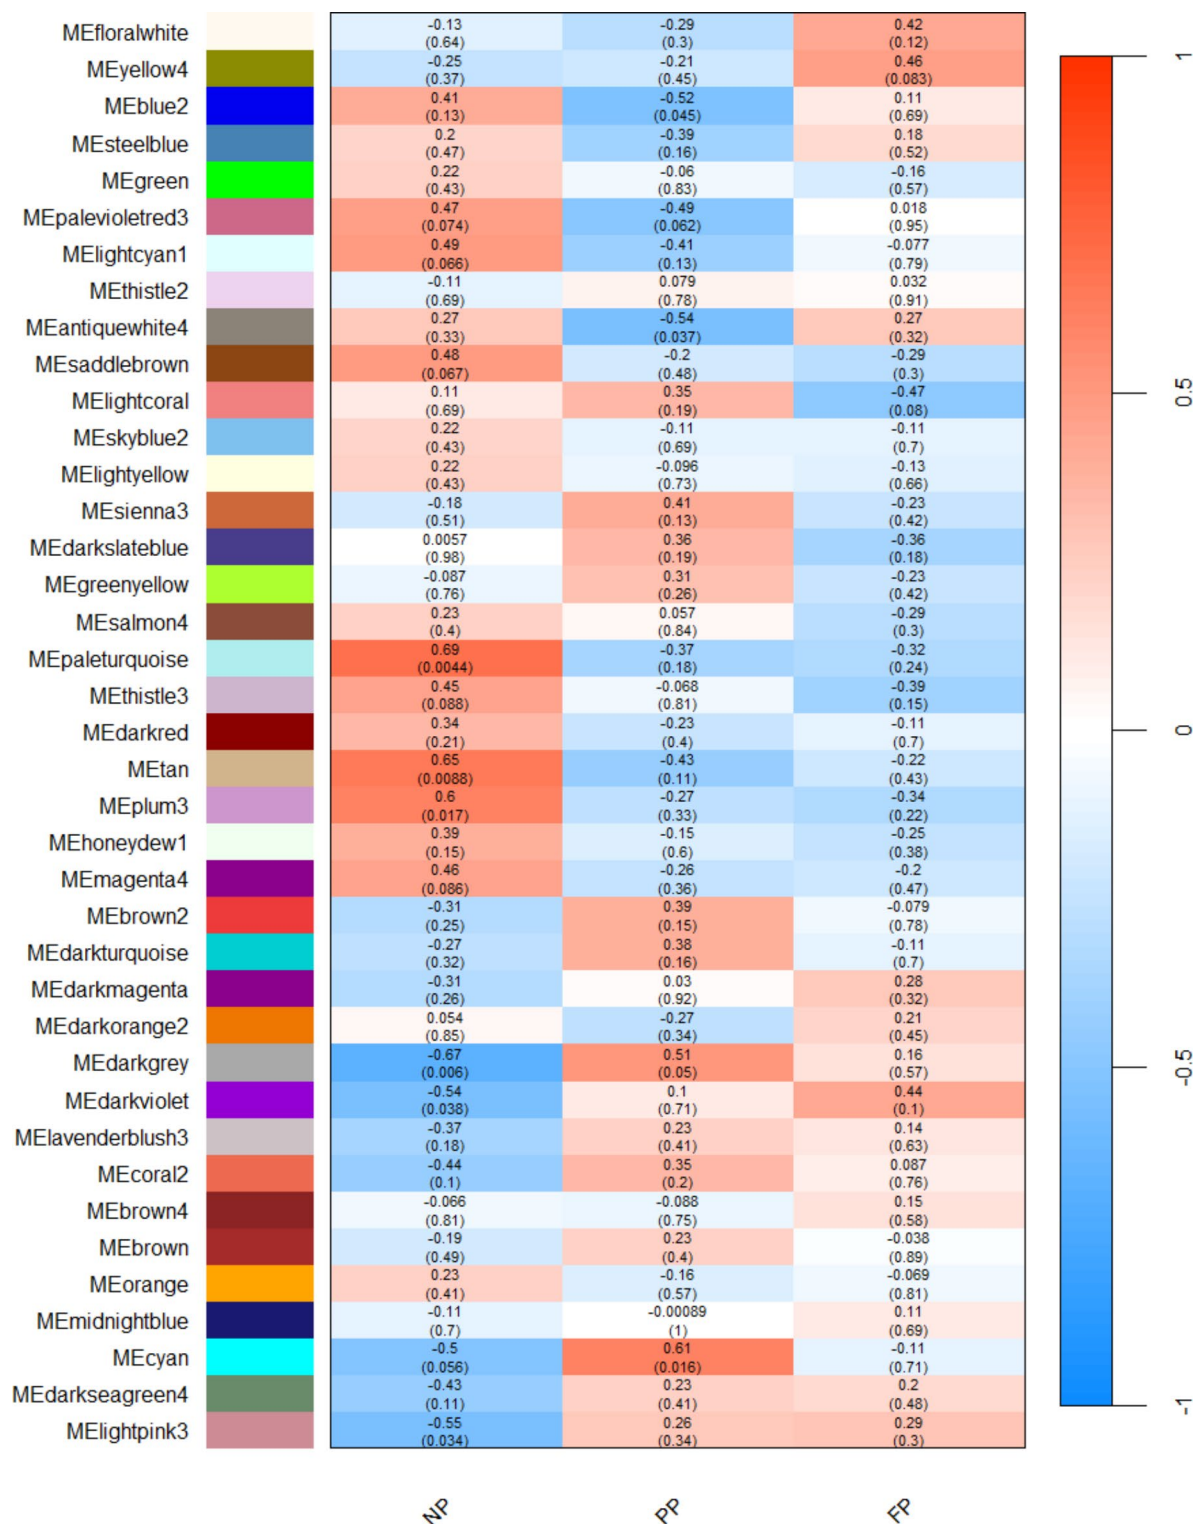 MEfloralwhite -0.13 -0.29 0.42
(0.64) (0.3) (0.12)
MEyellow4 -0.25 -0.21 0.46
(0.37) (0.45) (0.083)
MEblue2 0.41 -0.52 0.11
(0.13) (0.045) (0.69)
MEsteelblue 0.2 -0.39 0.18
(0.47) (0.16) (0.52)
MEgreen 0.22 -0.06 -0.16
(0.43) (0.83) (0.57)
MEpalevioletred3 0.47 -0.49 0.018
(0.074) (0.062) (0.95)
MElightcyan1 0.49 -0.41 -0.077
(0.066) (0.13) (0.79)
MEthistle2 -0.11 0.079 0.032
(0.69) (0.78) (0.91)
MEantiquewhite4 0.27 -0.54 0.27
(0.33) (0.037) (0.32)
MEsaddlebrown 0.48 -0.2 -0.29
(0.067) (0.48) (0.3)
MElightcoral 0.11 0.35 -0.47
(0.69) (0.19) (0.08)
MEskyblue2 0.22 -0.11 -0.11
(0.43) (0.69) (0.7)
MElightyellow 0.22 -0.096 -0.13
(0.43) (0.73) (0.66)
MEsienna3 -0.18 0.41 -0.23
(0.51) (0.13) (0.42)
MEdarkslateblue 0.0057 0.36 -0.36
(0.98) (0.19) (0.18)
MEgreenyellow -0.087 0.31 -0.23
(0.76) (0.26) (0.42)
MEsalmon4 0.23 0.057 -0.29
(0.4) (0.84) (0.3)
MEpaleturquoise 0.69 -0.37 -0.32
(0.0044) (0.18) (0.24)
MEthistle3 0.45 -0.068 -0.39
(0.088) (0.81) (0.15)
MEdarkred 0.34 -0.23 -0.11
(0.21) (0.4) (0.7)
MEtan 0.65 -0.43 -0.22
(0.0088) (0.11) (0.43)
MEplum3 0.6 -0.27 -0.34
(0.017) (0.33) (0.22)
MEhoneydew1 0.39 -0.15 -0.25
(0.15) (0.6) (0.38)
MEmagenta4 0.46 -0.26 -0.2
(0.086) (0.36) (0.47)
MEbrown2 -0.31 0.39 -0.079
(0.25) (0.15) (0.78)
MEdarkturquoise -0.27 0.38 -0.11
(0.32) (0.16) (0.7)
MEdarkmagenta -0.31 0.03 0.28
(0.26) (0.92) (0.32)
MEdarkorange2 0.054 -0.27 0.21
(0.85) (0.34) (0.45)
MEdarkgrey -0.67 0.51 0.16
(0.006) (0.05) (0.57)
MEdarkviolet -0.54 0.1 0.44
(0.038) (0.71) (0.1)
MElavenderblush3 -0.37 0.23 0.14
(0.18) (0.41) (0.63)
MEcoral2 -0.44 0.35 0.087
(0.1) (0.2) (0.76)
MEbrown4 -0.066 -0.088 0.15
(0.81) (0.75) (0.58)
MEbrown -0.19 0.23 -0.038
(0.49) (0.4) (0.89)
MEorange 0.23 -0.16 -0.069
(0.41) (0.57) (0.81)
MEmidnightblue -0.11 -0.00089 0.11
(0.7) (1) (0.69)
MEcyan -0.5 0.61 -0.11
(0.056) (0.016) (0.71)
MEdarkseagreen4 -0.43 0.23 0.2
(0.11) (0.41) (0.48)
MElightpink3 -0.55 0.26 0.29
(0.034) (0.34) (0.3)
NP PP FP
1
0.5
0
-0.5
-1